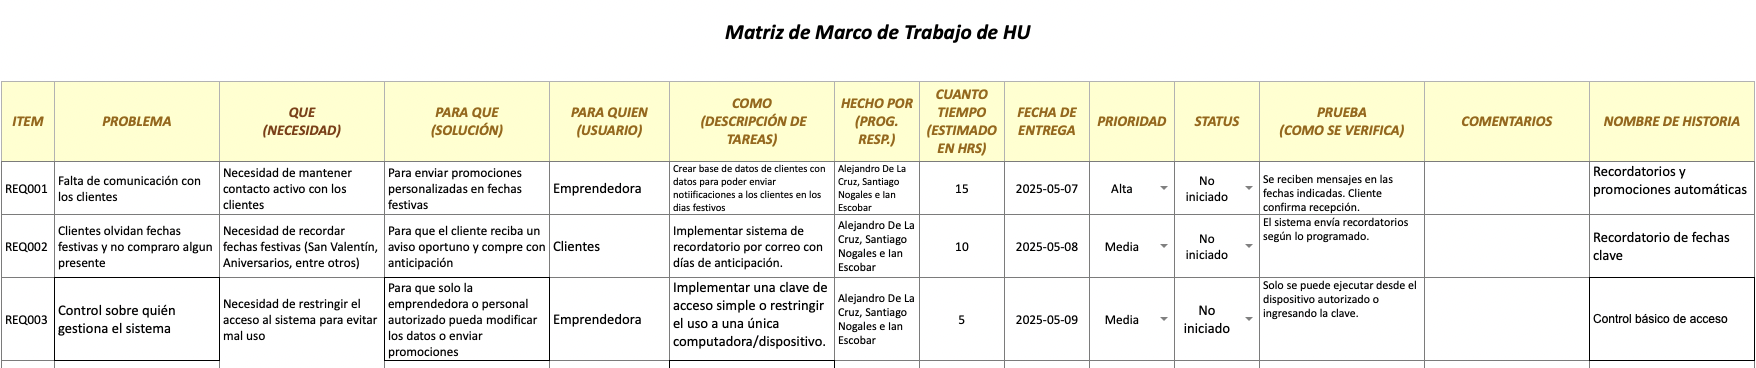 Matriz de Marco de Trabajo de HU
ITEM
PROBLEMA
QUE
(NECESIDAD)
PARA QUE
(SOLUCIÓN)
PARA QUIEN
(USUARIO)
COMO
(DESCRIPCIÓN DE
TAREAS)
HECHO POR
(PROG.
RESP.)
CUANTO
TIEMPO
(ESTIMADO
EN HRS)
FECHA DE
ENTREGA
PRIORIDAD
STATUS
PRUEBA
(COMO SE VERIFICA)
COMENTARIOS
NOMBRE DE HISTORIA
REQ001
Falta de comunicación con
los clientes
Necesidad de mantener
contacto activo con los
clientes
Para enviar promociones
personalizadas en fechas
festivas
Emprendedora
Crear base de datos de clientes con
datos para poder enviar
notiificaciones a los clientes en los
dias festivos
Alejandro De La
Cruz, Santiago
Nogales e Ian
Escobar
15
2025-05-07
Alta
No
iniciado
Se reciben mensajes en las
fechas indicadas. Cliente
confirma recepción.
Recordatorios y
promociones automáticas
REQ002
Clientes olvidan fechas
festivas y no compraro algun
presente
Necesidad de recordar
fechas festivas (San Valentín,
Aniversarios, entre otros)
Para que el cliente reciba un
aviso oportuno y compre con
anticipación
Clientes
Implementar sistema de
recordatorio por correo con
días de anticipación.
Alejandro De La
Cruz, Santiago
Nogales e Ian
Escobar
10
2025-05-08
Media
No
iniciado
El sistema envía recordatorios
según lo programado.
Recordatorio de fechas
clave
REQ003
Control sobre quién
gestiona el sistema
Necesidad de restringir el
acceso al sistema para evitar
mal uso
Para que solo la
emprendedora o personal
autorizado pueda modificar
los datos o enviar
promociones
Emprendedora
Implementar una clave de
acceso simple o restringir
el uso a una única
computadora/dispositivo.
Alejandro De La
Cruz, Santiago
Nogales e Ian
Escobar
5
2025-05-09
Media
No
iniciado
Solo se puede ejecutar desde el
dispositivo autorizado o
ingresando la clave.
Control básico de acceso